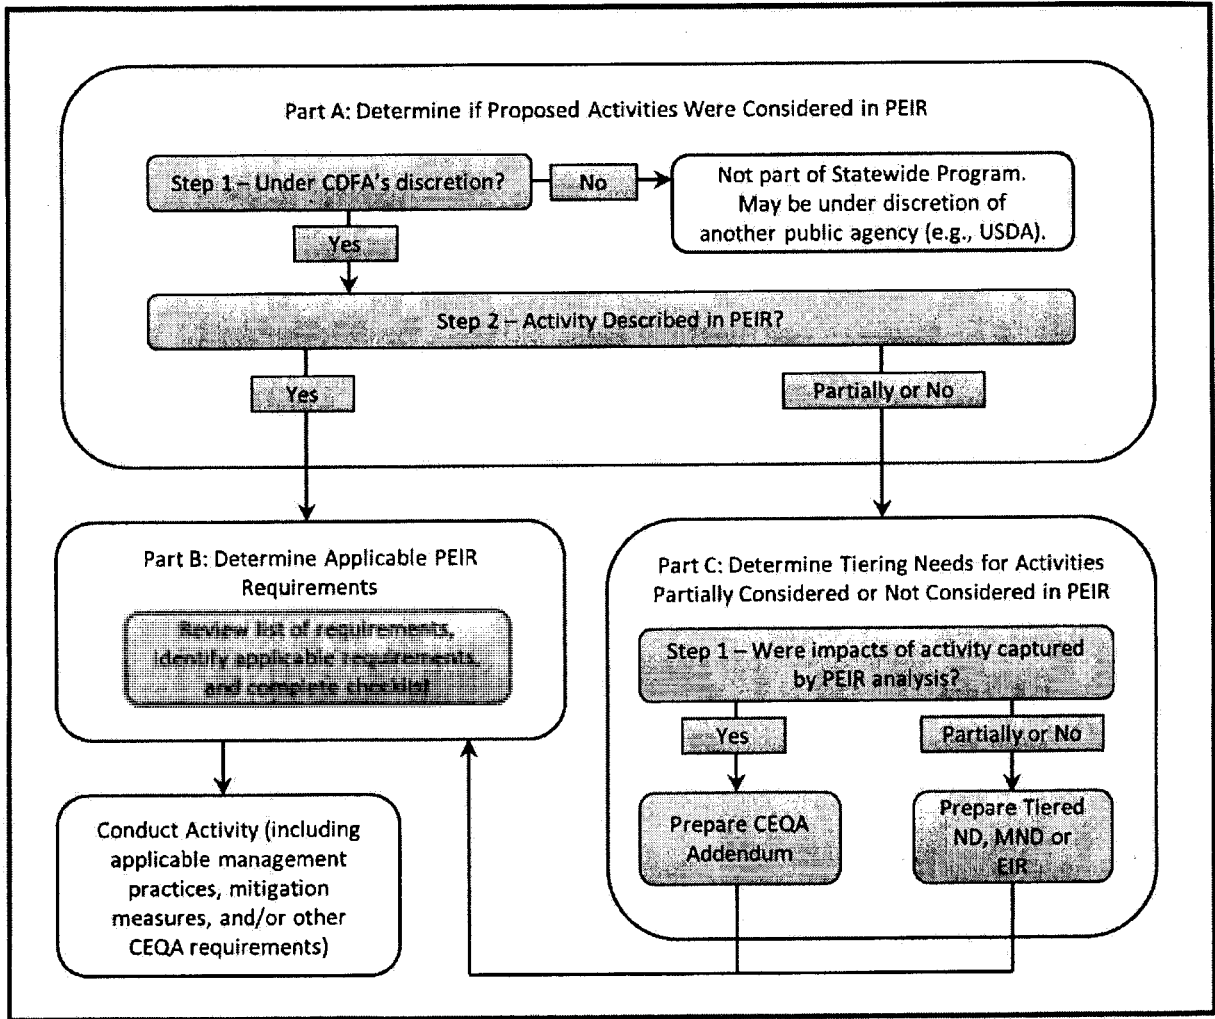 Part A: Determine if Proposed Activities Were Considered in PEIR
Step 1 – Under CDFA's discretion?
No
Not part of Statewide Program.
May be under discretion of
another public agency (e.g., USDA).
Yes
Step 2 – Activity Described in PEIR?
Yes
Partially or No
Part B: Determine Applicable PEIR
Requirements
Review list of requirements,
identify applicable requirements,
and complete checklist
Conduct Activity (including
applicable management
practices, mitigation
measures, and/or other
CEQA requirements)
Part C: Determine Tiering Needs for Activities
Partially Considered or Not Considered in PEIR
Step 1 – Were impacts of activity captured
by PEIR analysis?
Yes
Partially or No
Prepare CEQA
Addendum
Prepare Tiered
ND, MND or
EIR